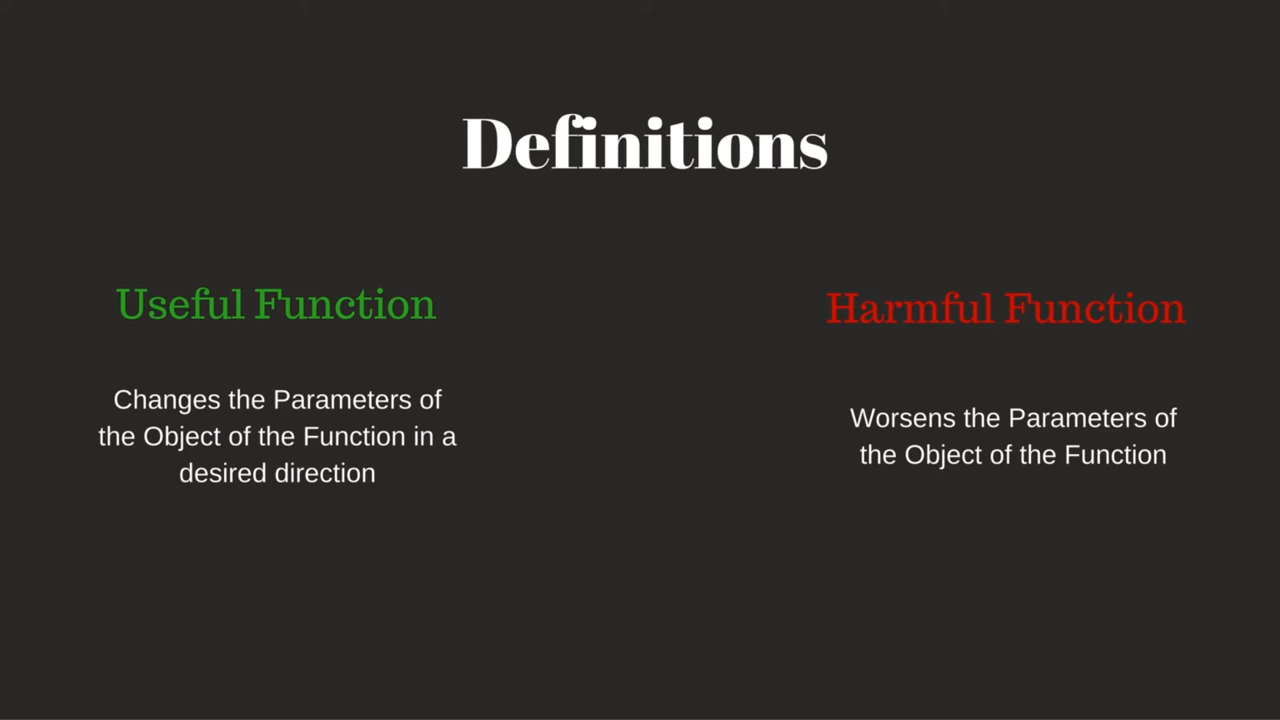 Definitions
Useful Function
Changes the Parameters of
the Object of the Function in a
desired direction
Harmful Function
Worsens the Parameters of
the Object of the Function